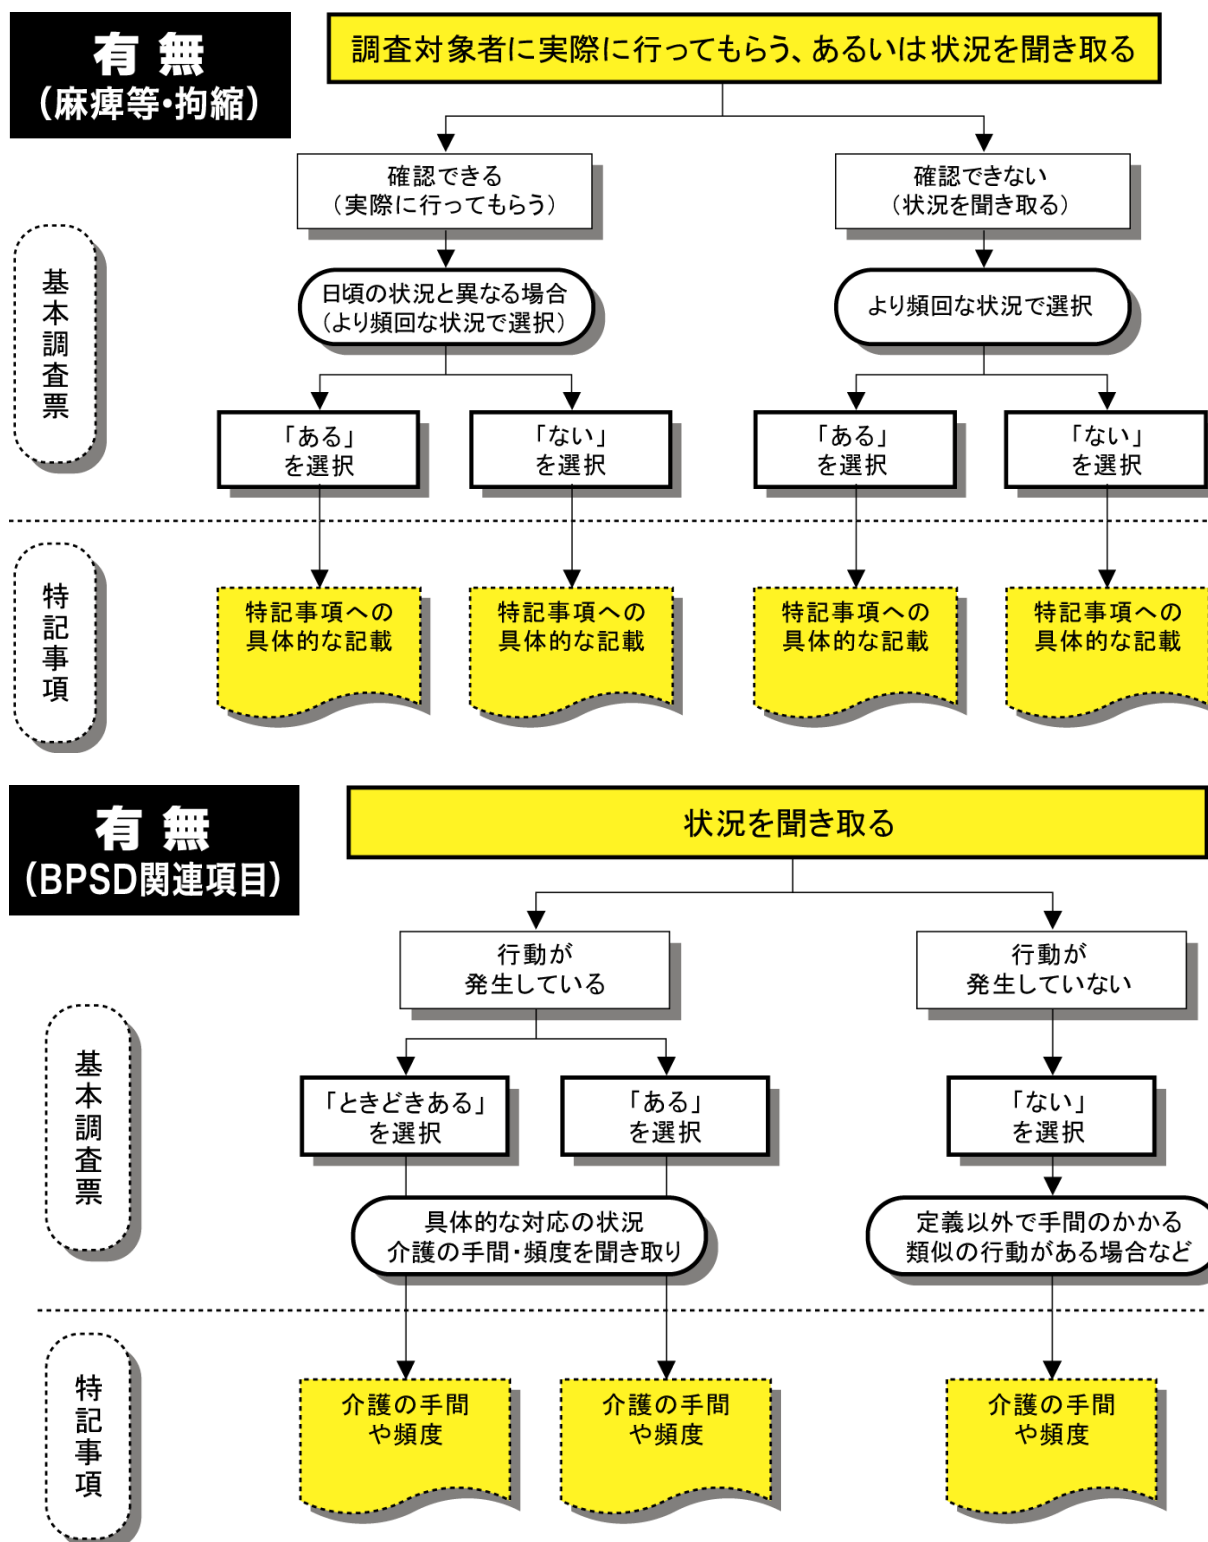 有無
（麻痺等・拘縮）
調査対象者に実際に行ってもらう、あるいは状況を聞き取る
確認できる
（実際に行ってもらう）
確認できない
（状況を聞き取る）
基本調査票
日頃の状況と異なる場合
（より頻回な状況で選択）
より頻回な状況で選択
「ある」
を選択
「ない」
を選択
「ある」
を選択
「ない」
を選択
特記事項
特記事項への
具体的な記載
特記事項への
具体的な記載
特記事項への
具体的な記載
特記事項への
具体的な記載
有無
（BPSD関連項目）
状況を聞き取る
行動が
発生している
行動が
発生していない
基本調査票
「ときどきある」
を選択
「ある」
を選択
「ない」
を選択
具体的な対応の状況
介護の手間・頻度を聞き取り
定義以外で手間のかかる
類似の行動がある場合など
特記事項
介護の手間
や頻度
介護の手間
や頻度
介護の手間
や頻度